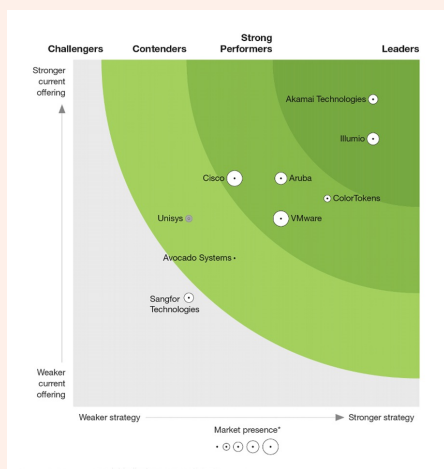 Challengers
Contenders
Strong
Performers
Leaders
Stronger
current
offering
Akamai Technologies
Illumio
Cisco
Aruba
ColorTokens
Unisys
VMware
Avocado Systems
Sangfor
Technologies
Weaker
current
offering
Weaker strategy
Stronger strategy
Market presence*